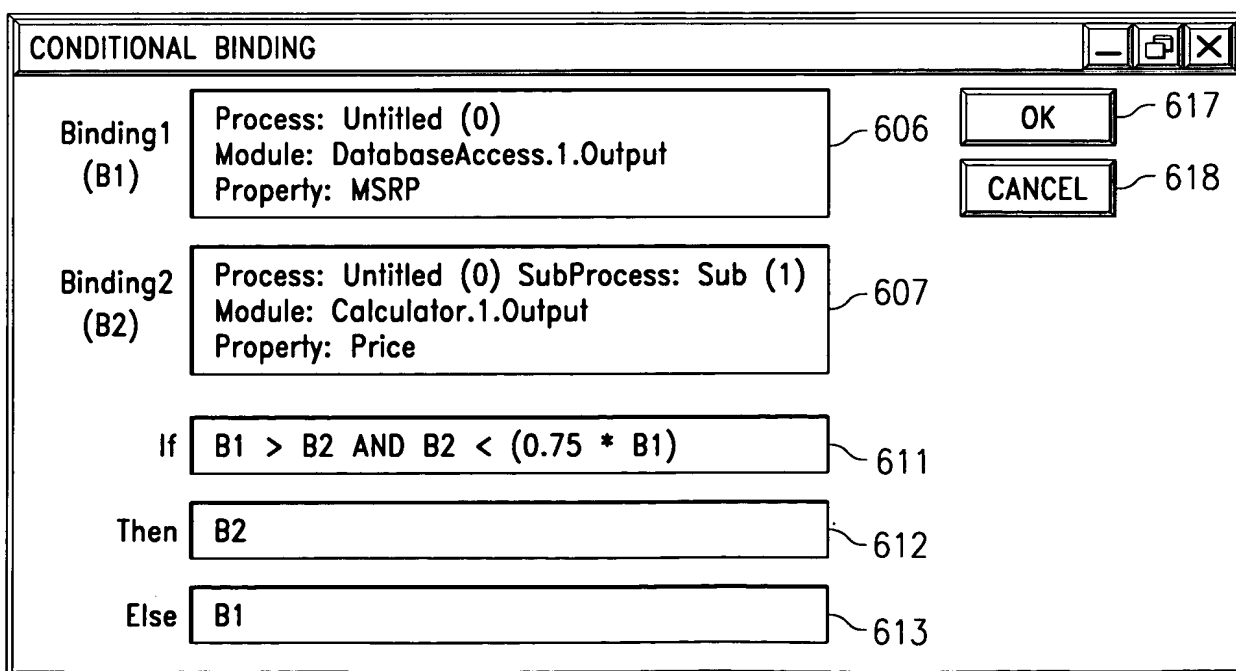 CONDITIONAL BINDING
Binding1
(B1)
Process: Untitled (0)
Module: DatabaseAccess.1.Output
Property: MSRP
606
OK
617
CANCEL
618
Binding2
(B2)
Process: Untitled (0) SubProcess: Sub (1)
Module: Calculator.1.Output
Property: Price
607
If
B1 > B2 AND B2 < (0.75 * B1)
611
Then
B2
612
Else
B1
613